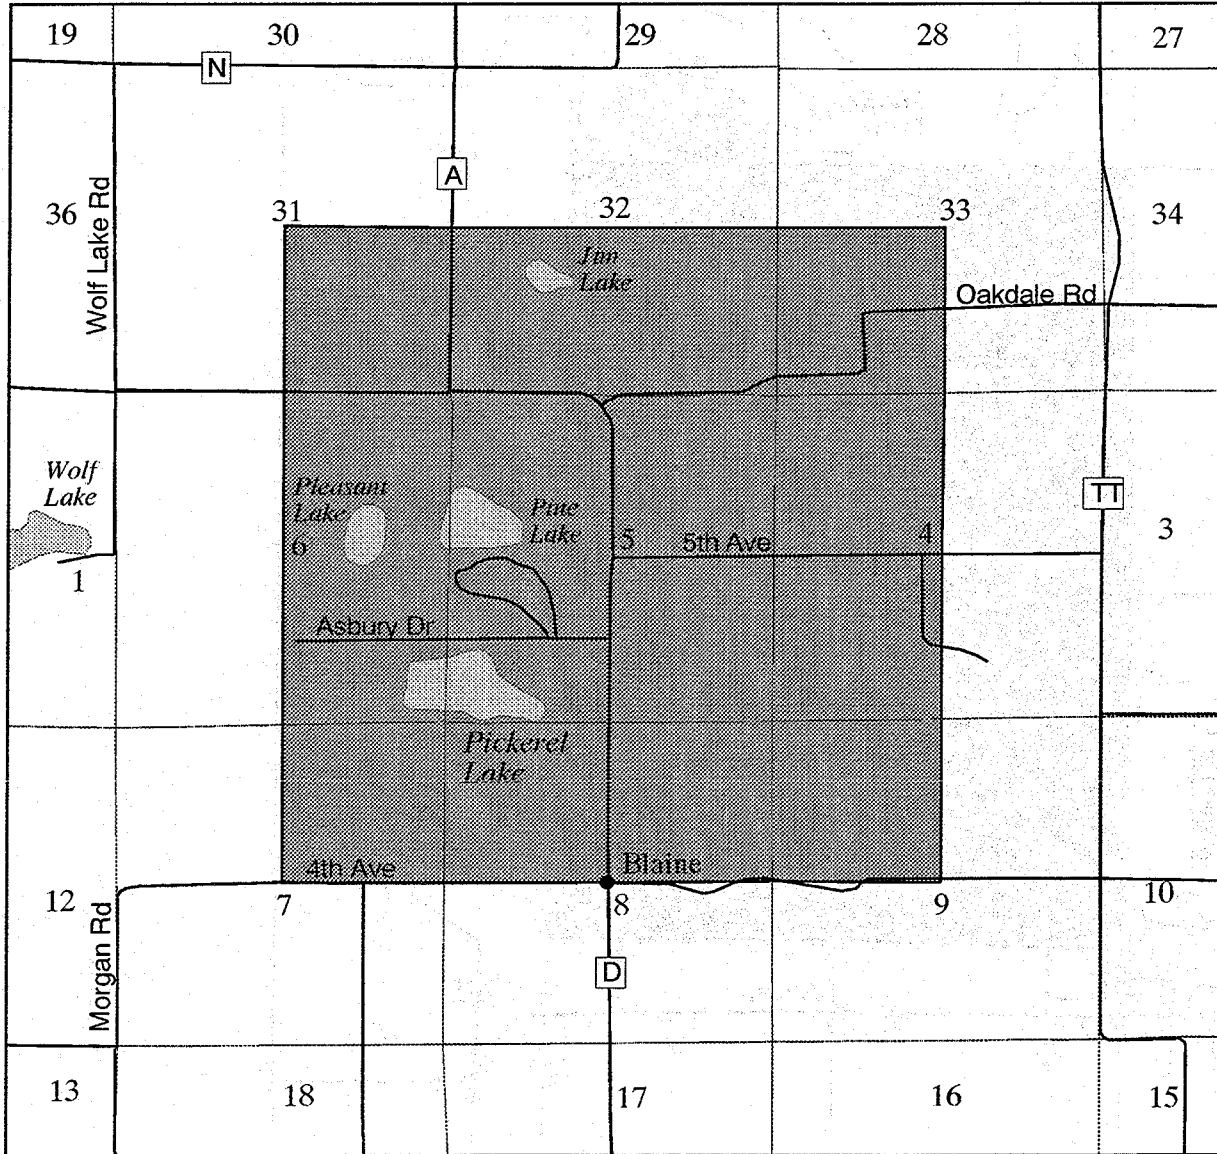 19
30
29
28
27
N
A
36
Wolf Lake Rd
31
32
33
34
Jim
Lake
Oakdale Rd
Wolf
Lake
Pleasant
Lake
Pine
Lake
TT
6
5
5th Ave
4
3
1
Asbury Dr
Pickerel
Lake
4th Ave
Blaine
12
7
8
9
10
Morgan Rd
D
13
18
17
16
15